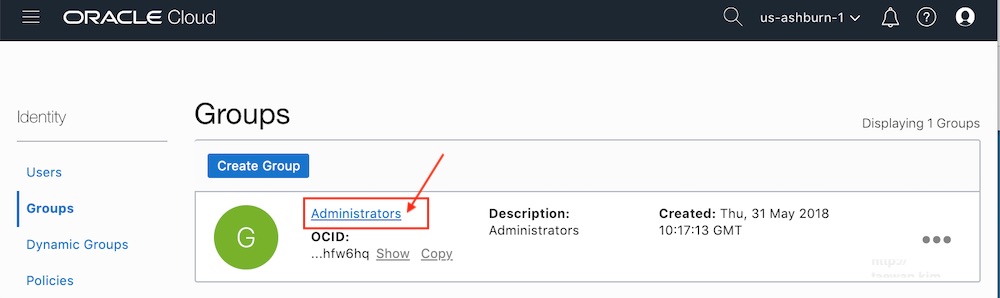 ORACLE Cloud
us-ashburn-1
Identity
Users
Groups
Dynamic Groups
Policies
Groups
Displaying 1 Groups
Create Group
G
Administrators
OCID:
...hfw6hq Show Copy
Description:
Administrators
Created: Thu, 31 May 2018
10:17:13 GMT